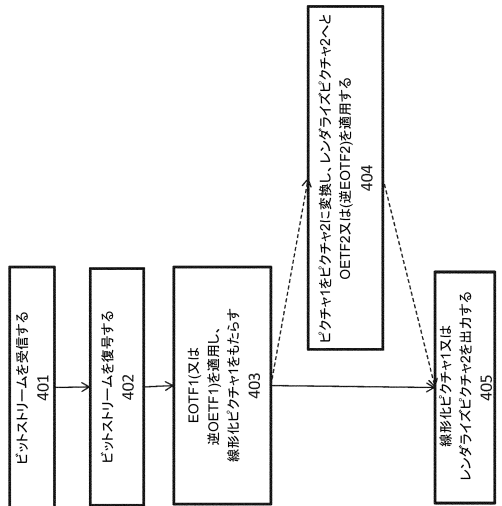 ビットストリームを受信する
401
ビットストリームを復号する
402
EOTF1(又は
逆OETF1)を適用し、
線形化ピクチャ1をもたらす
403
ピクチャ1をピクチャ2に変換し、レンダライズピクチャ2へと
OETF2又は(逆EOTF2)を適用する
404
線形化ピクチャ1又は
レンダライズピクチャ2を出力する
405